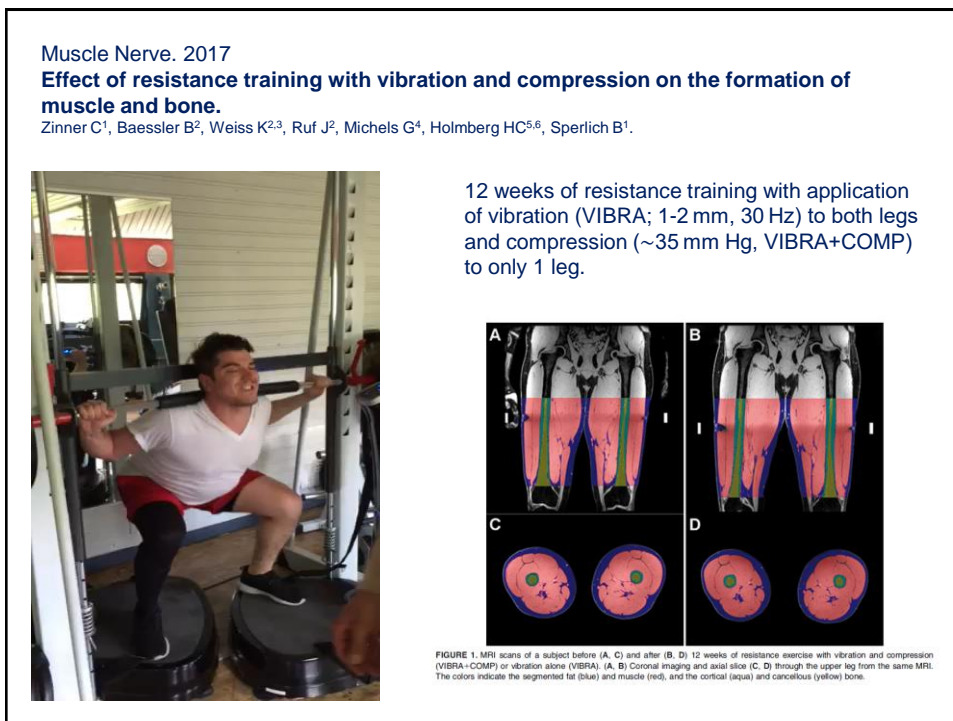 Muscle Nerve. 2017
Effect of resistance training with vibration and compression on the formation of
muscle and bone.
Zinner C¹, Baessler B², Weiss K²,³, Ruf J², Michels G⁴, Holmberg HC⁵,⁶, Sperlich B¹.
12 weeks of resistance training with application
of vibration (VIBRA; 1-2 mm, 30 Hz) to both legs
and compression (~35 mm Hg, VIBRA+COMP)
to only 1 leg.
A
B
C
D
FIGURE 1. MRI scans of a subject before (A, C) and after (B, D) 12 weeks of resistance exercise with vibration and compression
(VIBRA+COMP) or vibration alone (VIBRA). (A, B) Coronal imaging and axial slice (C, D) through the upper leg from the same MRI.
The colors indicate the segmented fat (blue) and muscle (red), and the cortical (aqua) and cancellous (yellow) bone.